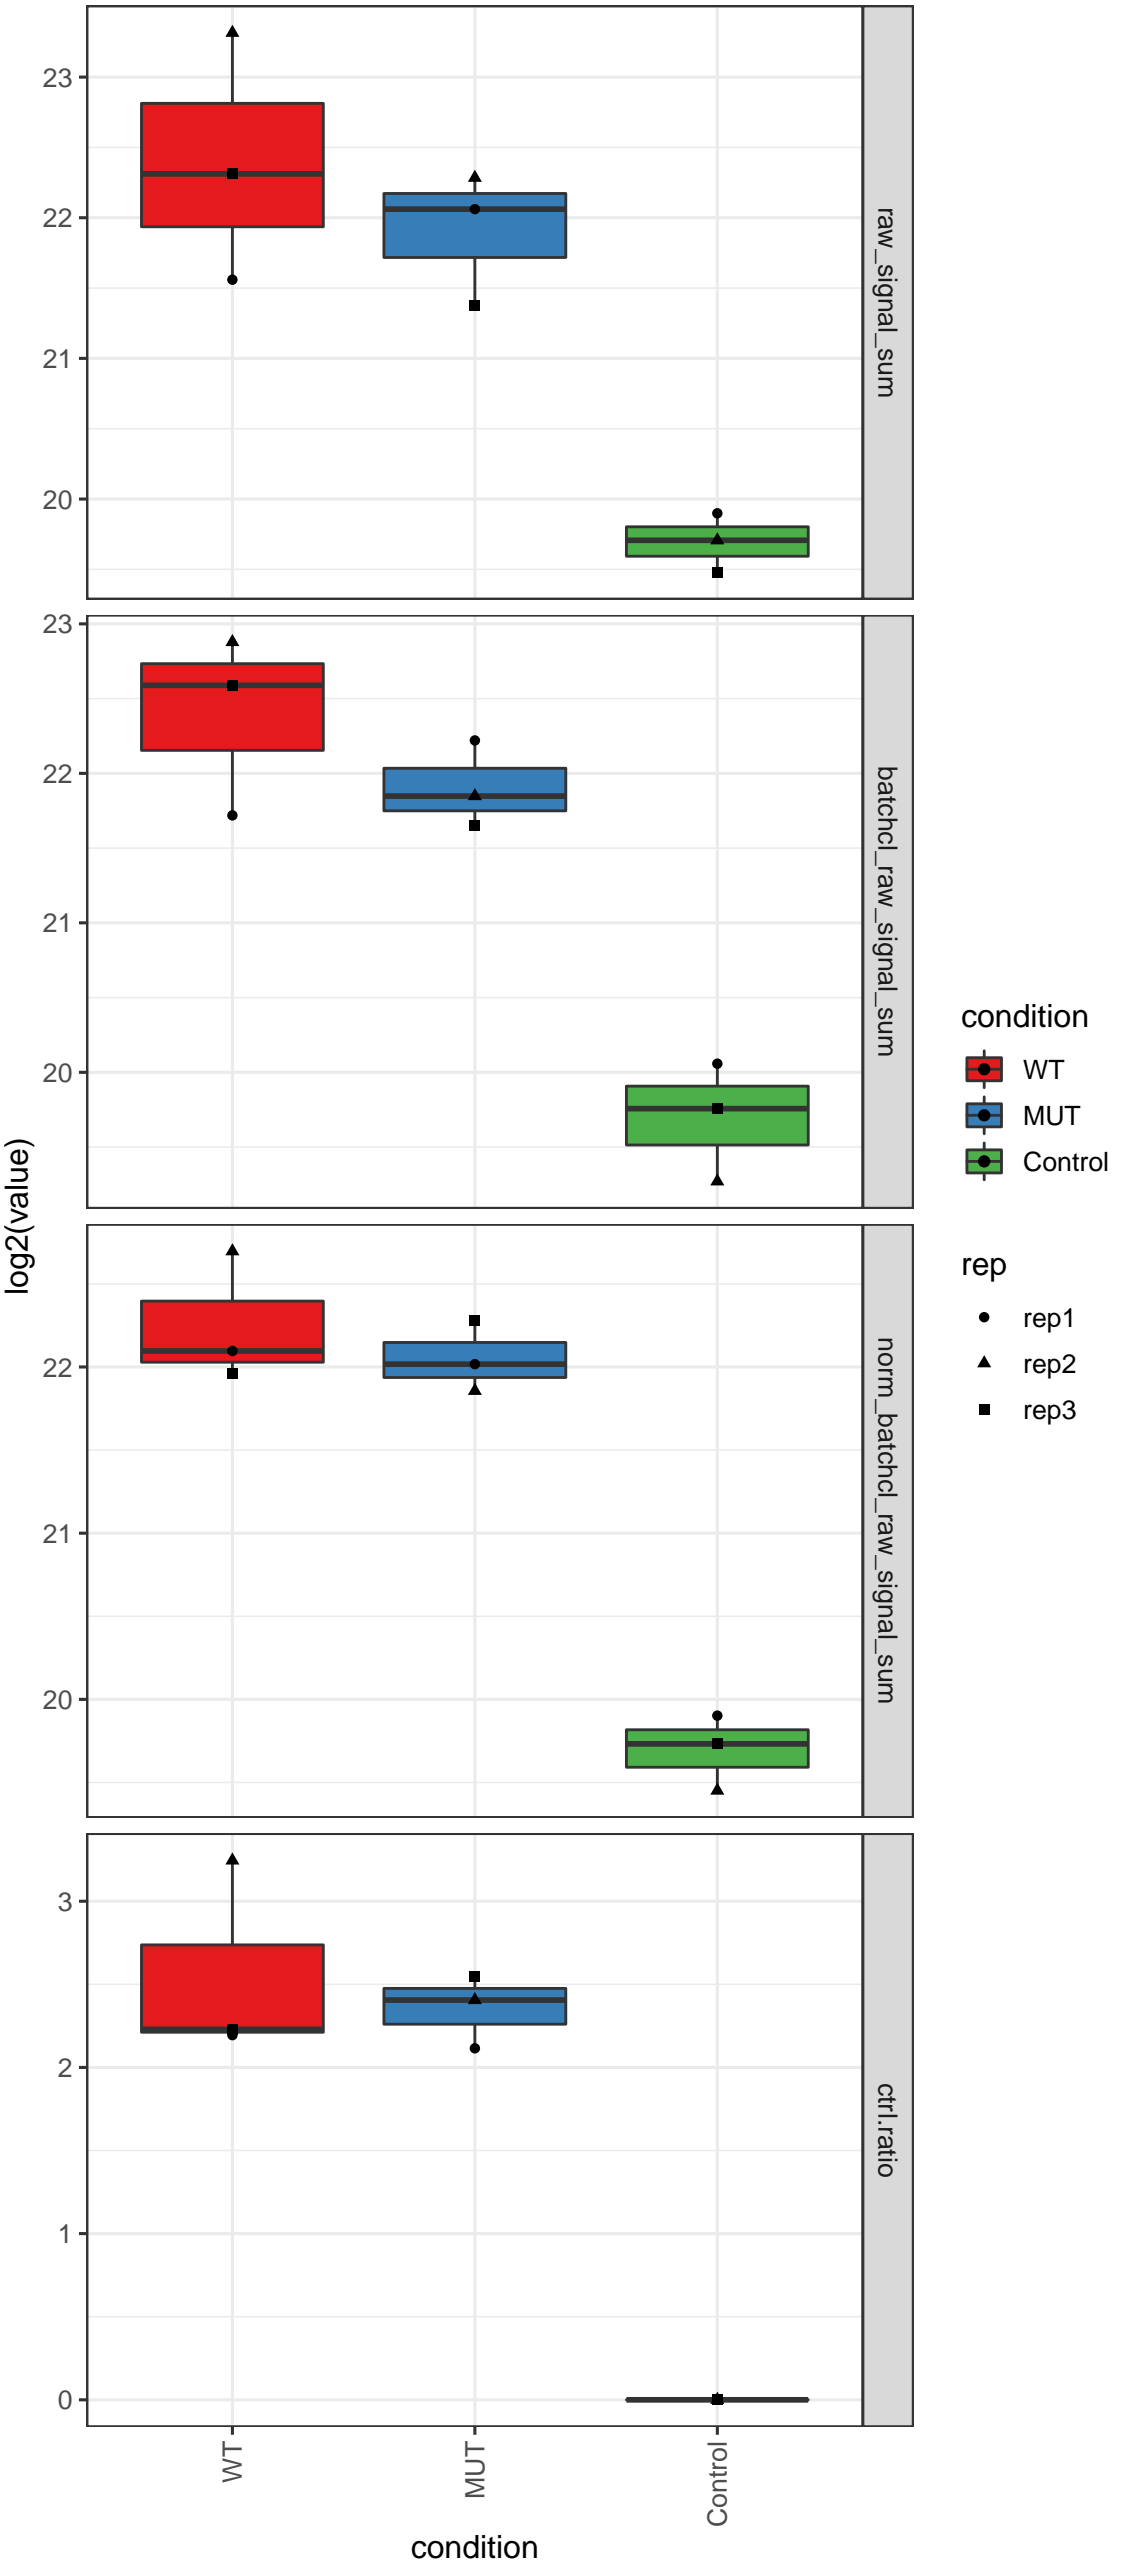 23
22
21
20
raw_signal_sum
23
22
21
20
batchcl_raw_signal_sum
22
21
20
norm_batchcl_raw_signal_sum
3
2
1
0
ctrl.ratio
log2(value)
WT
MUT
Control
condition
condition
WT
MUT
Control
rep
rep1
rep2
rep3